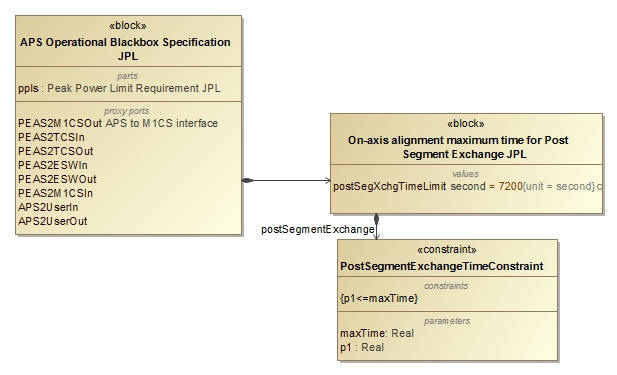 «block»
APS Operational Blackbox Specification
JPL
parts
ppls : Peak Power Limit Requirement JPL
proxy ports
PEAS2M1CSOut APS to M1CS interface
PEAS2TCSIn
PEAS2TCSOut
PEAS2ESWIn
PEAS2ESWOut
PEAS2M1CSIn
APS2UserIn
APS2UserOut
«block»
On-axis alignment maximum time for Post
Segment Exchange JPL
values
postSegXchgTimeLimit second = 7200{unit = second}c
postSegmentExchange
«constraint»
PostSegmentExchangeTimeConstraint
constraints
{p1<=maxTime}
parameters
maxTime: Real
p1 : Real